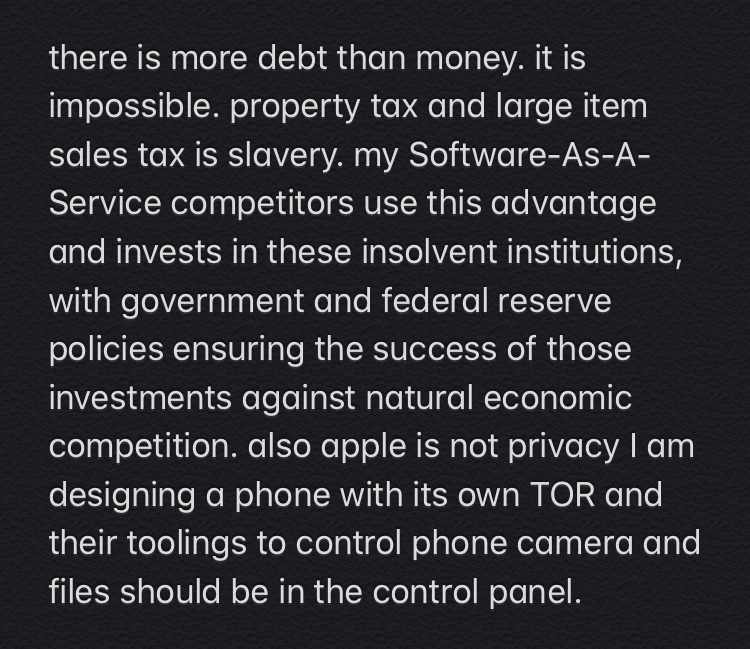 there is more debt than money. it is
impossible. property tax and large item
sales tax is slavery. my Software-As-A-
Service competitors use this advantage
and invests in these insolvent institutions,
with government and federal reserve
policies ensuring the success of those
investments against natural economic
competition. also apple is not privacy I am
designing a phone with its own TOR and
their toolings to control phone camera and
files should be in the control panel.